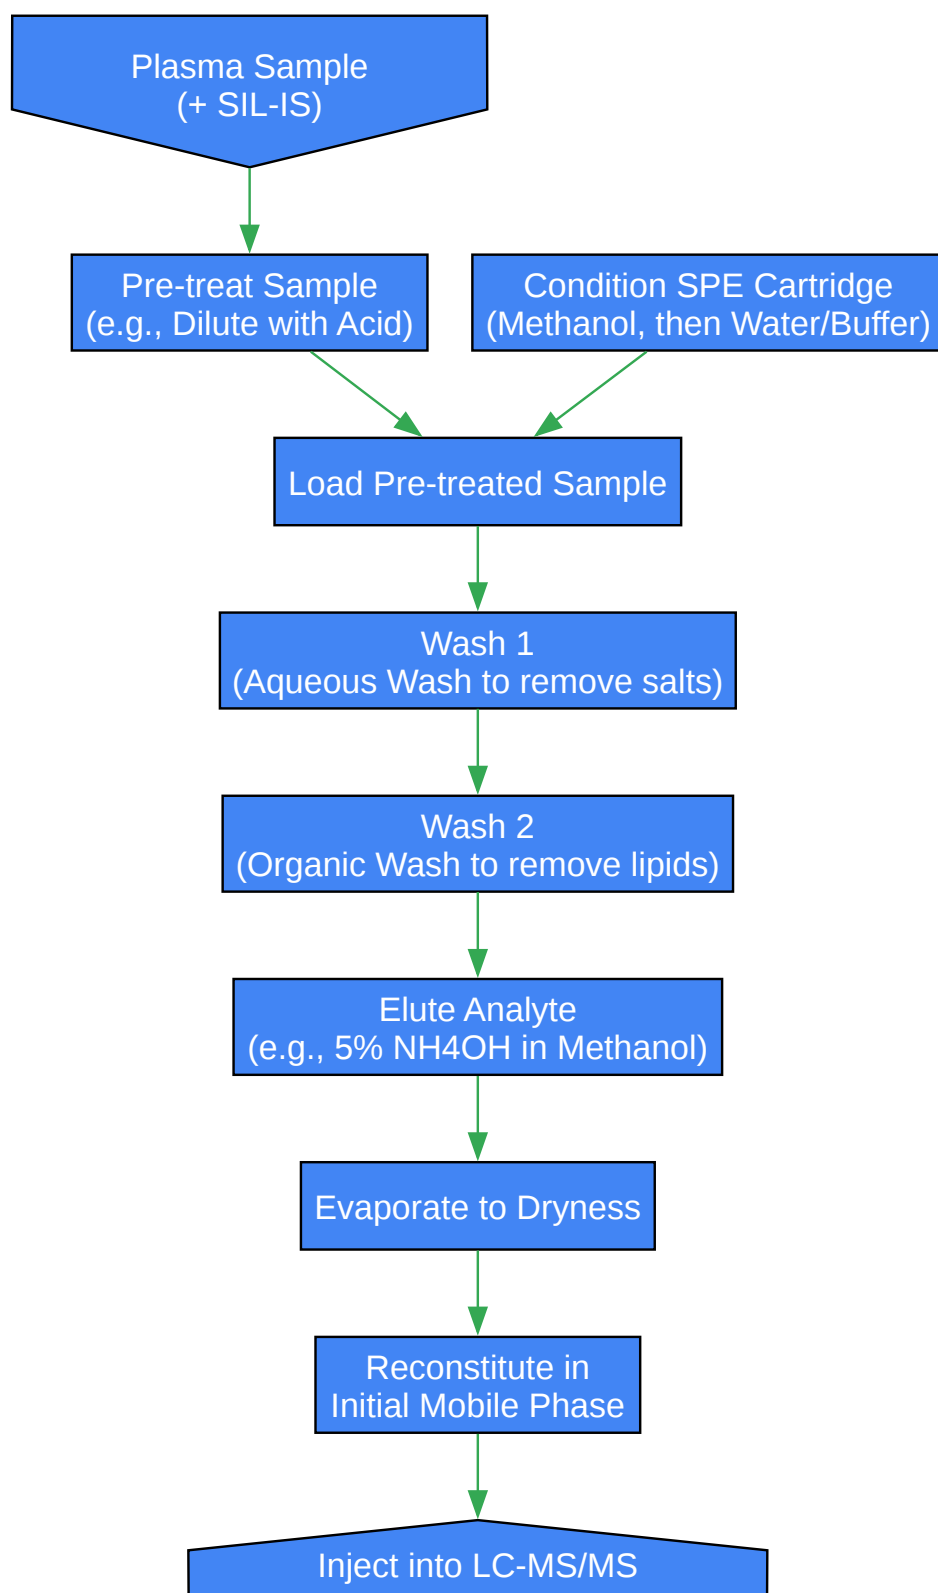 Plasma Sample
(+ SIL-IS)
Pre-treat Sample
(e.g., Dilute with Acid)
Condition SPE Cartridge
(Methanol, then Water/Buffer)
Load Pre-treated Sample
Wash 1
(Aqueous Wash to remove salts)
Wash 2
(Organic Wash to remove lipids)
Elute Analyte
(e.g., 5% NH4OH in Methanol)
Evaporate to Dryness
Reconstitute in
Initial Mobile Phase
Inject into LC-MS/MS